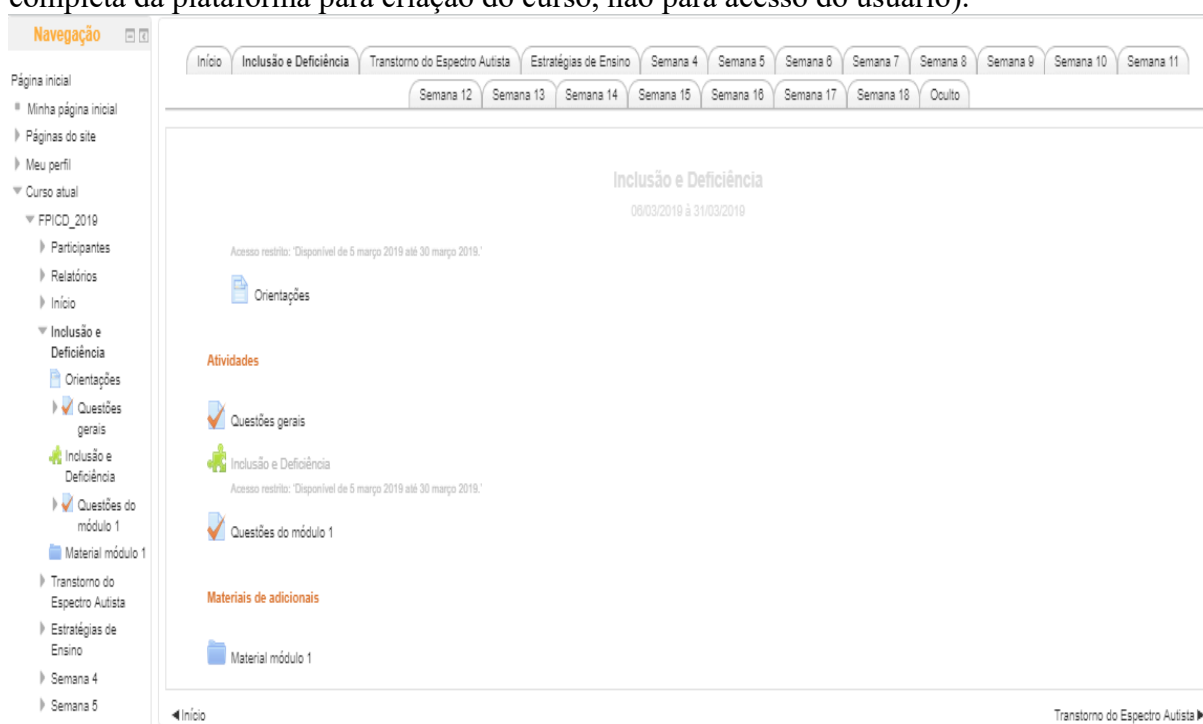 completa da plataforma para criação do curso, não para acesso do usuário).
Navegação
Página inicial
Minha página inicial
Páginas do site
Meu perfil
Curso atual
FPICD_2019
Participantes
Relatórios
Início
Inclusão e
Deficiência
Orientações
Questões
gerais
Inclusão e
Deficiência
Questões do
módulo 1
Material módulo 1
Transtorno do
Espectro Autista
Estratégias de
Ensino
Semana 4
Semana 5
Início Inclusão e Deficiência Transtorno do Espectro Autista Estratégias de Ensino Semana 4 Semana 5 Semana 6 Semana 7 Semana 8 Semana 9 Semana 10 Semana 11
Semana 12 Semana 13 Semana 14 Semana 15 Semana 16 Semana 17 Semana 18 Oculto
Inclusão e Deficiência
06/03/2019 à 31/03/2019
Acesso restrito: 'Disponível de 5 março 2019 até 30 março 2019.'
Orientações
Atividades
Questões gerais
Inclusão e Deficiência
Acesso restrito: 'Disponível de 5 março 2019 até 30 março 2019.'
Questões do módulo 1
Materiais de adicionais
Material módulo 1
◀Início Transtorno do Espectro Autista▶